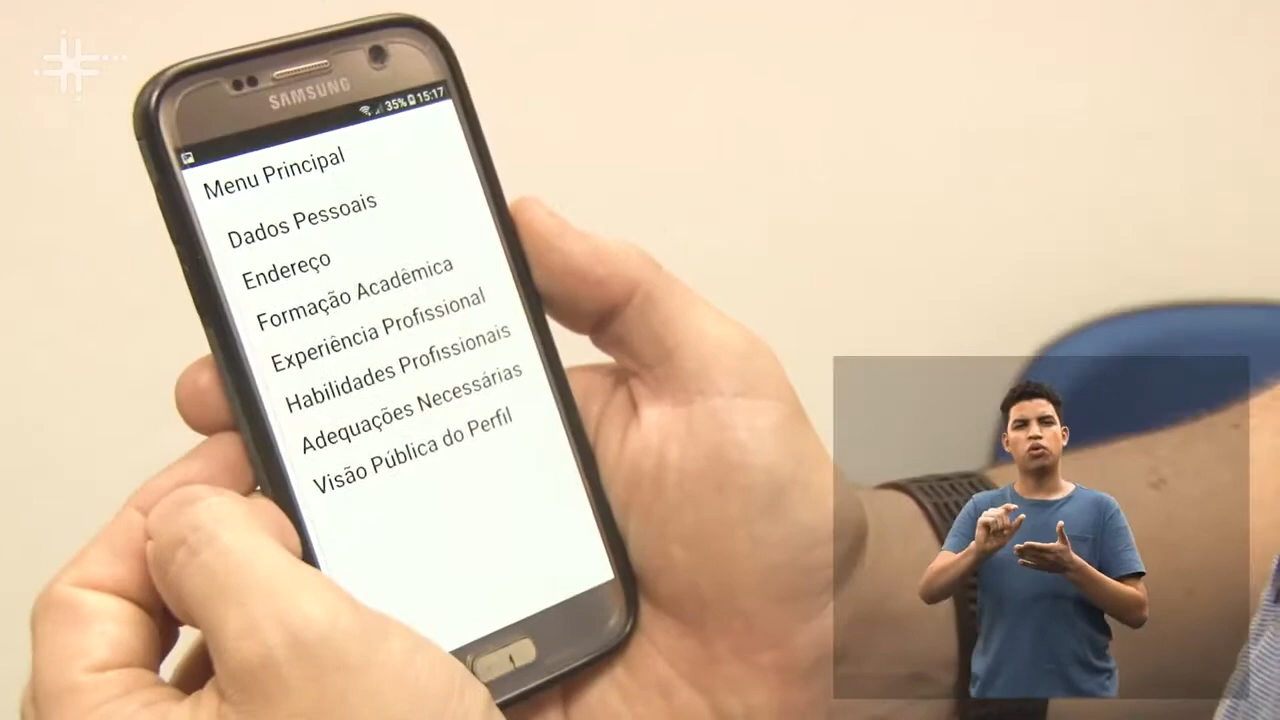 SAMSUNG
35% 15:17
Menu Principal
Dados Pessoais
Endereço
Formação Acadêmica
Experiência Profissional
Habilidades Profissionais
Adequações Necessárias
Visão Pública do Perfil